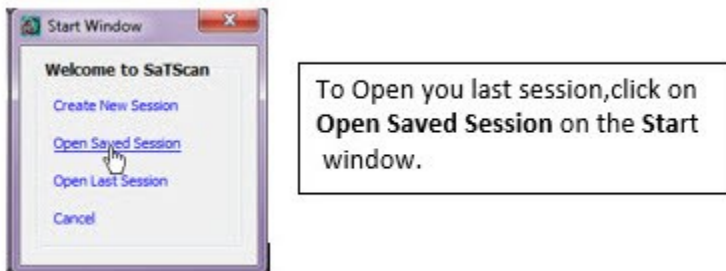 Start Window
Welcome to SaTScan
Create New Session
Open Saved Session
Open Last Session
Cancel
To Open you last session,click on
Open Saved Session on the Start
window.